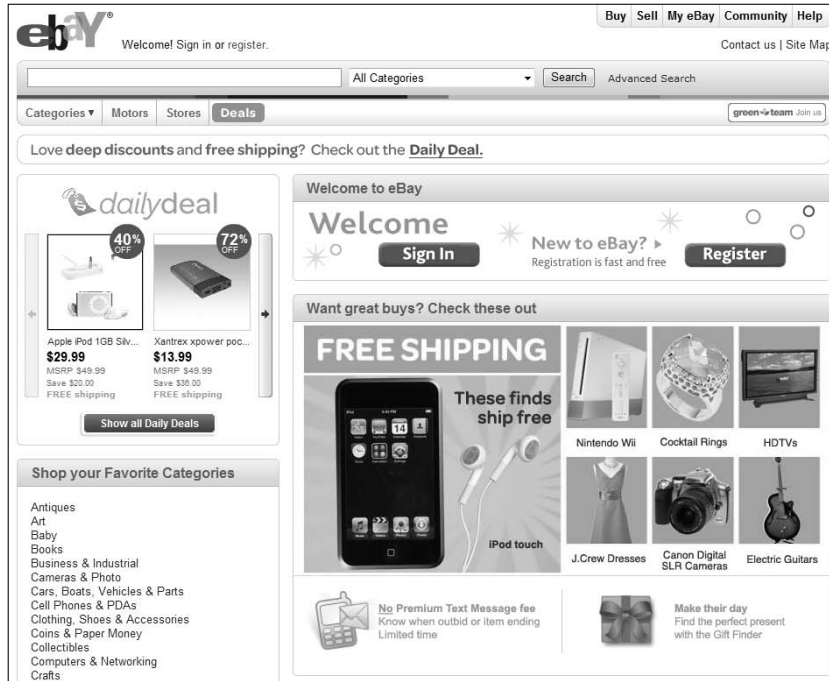 ebaY®
Buy Sell My eBay Community Help
Welcome! Sign in or register.
Contact us | Site Map
All Categories
Search
Advanced Search
Categories ▼ Motors Stores Deals
green team Join us
Love deep discounts and free shipping? Check out the Daily Deal.
dailydeal
40% OFF
72% OFF
Apple iPod 1GB Silv...
$29.99
MSRP $49.99
Save $20.00
FREE shipping
Xantrex xpower poc...
$13.99
MSRP $49.99
Save $36.00
FREE shipping
Show all Daily Deals
Shop your Favorite Categories
Antiques
Art
Baby
Books
Business & Industrial
Cameras & Photo
Cars, Boats, Vehicles & Parts
Cell Phones & PDAs
Clothing, Shoes & Accessories
Coins & Paper Money
Collectibles
Computers & Networking
Crafts
Welcome to eBay
Welcome
Sign In
New to eBay?
Registration is fast and free
Register
Want great buys? Check these out
FREE SHIPPING
These finds
ship free
14
iPod touch
Nintendo Wii
Cocktail Rings
HDTVs
J.Crew Dresses
Canon Digital
SLR Cameras
Electric Guitars
No Premium Text Message fee
Know when outbid or item ending
Limited time
Make their day
Find the perfect present
with the Gift Finder